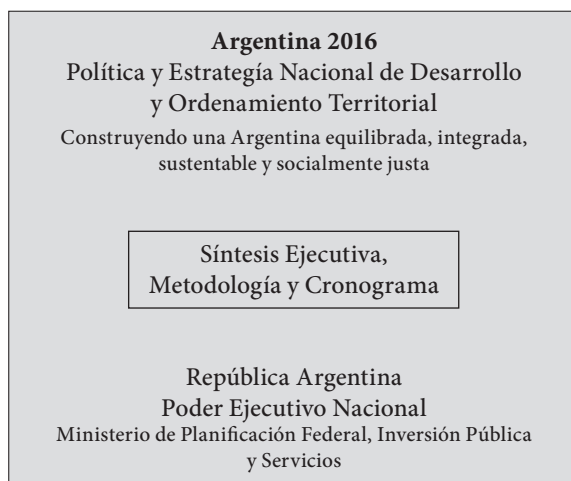 Argentina 2016
Política y Estrategía Nacional de Desarrollo
y Ordenamiento Territorial
Construyendo una Argentina equilibrada, integrada,
sustentable y socialmente justa
Síntesis Ejecutiva,
Metodología y Cronograma
República Argentina
Poder Ejecutivo Nacional
Ministerio de Planificación Federal, Inversión Pública
y Servicios